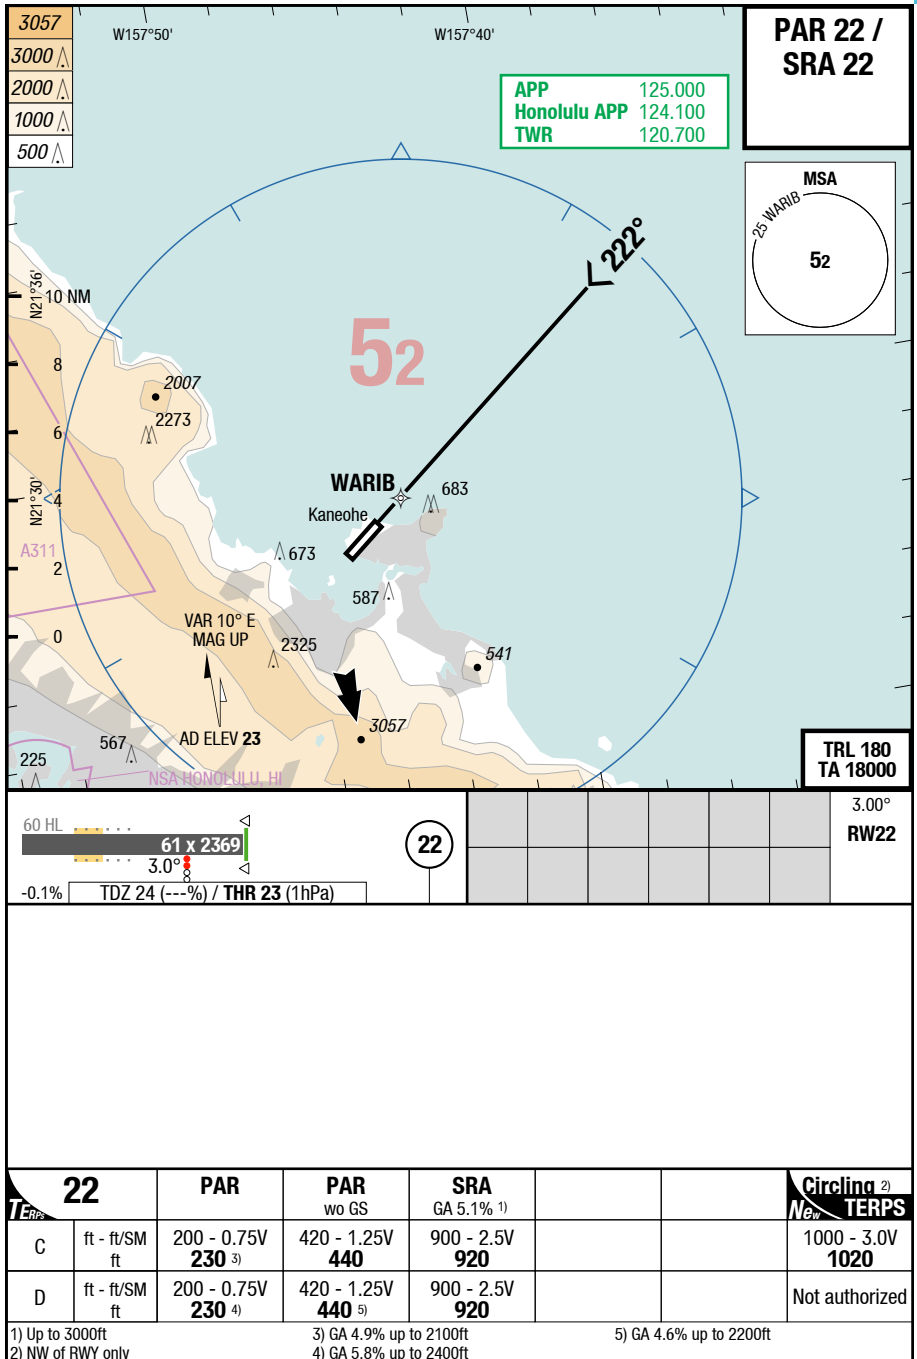 3057
3000
2000
1000
500
W157°50'
W157°40'
PAR 22 /
SRA 22
APP 125.000
Honolulu APP 124.100
TWR 120.700
MSA
25 WARIB
52
222°
N21°36'
10 NM
52
8
2007
2273
6
N21°30'
4
WARIB
683
Kaneohe
A311
2
673
587
VAR 10° E
MAG UP
0
2325
541
3057
AD ELEV 23
567
225
NSA HONOLULU, HI
TRL 180
TA 18000
60 HL
61 x 2369
3.0°
-0.1%
TDZ 24 (---%) / THR 23 (1hPa)
22
3.00°
RW22
TERPS 22 PAR PAR wo GS SRA GA 5.1% 1) Circling 2) New TERPS
C ft - ft/SM 200 - 0.75V 420 - 1.25V 900 - 2.5V 1000 - 3.0V
ft 230 3) 440 920 1020
D ft - ft/SM 200 - 0.75V 420 - 1.25V 900 - 2.5V Not authorized
ft 230 4) 440 5) 920
1) Up to 3000ft 3) GA 4.9% up to 2100ft 5) GA 4.6% up to 2200ft
2) NW of RWY only 4) GA 5.8% up to 2400ft